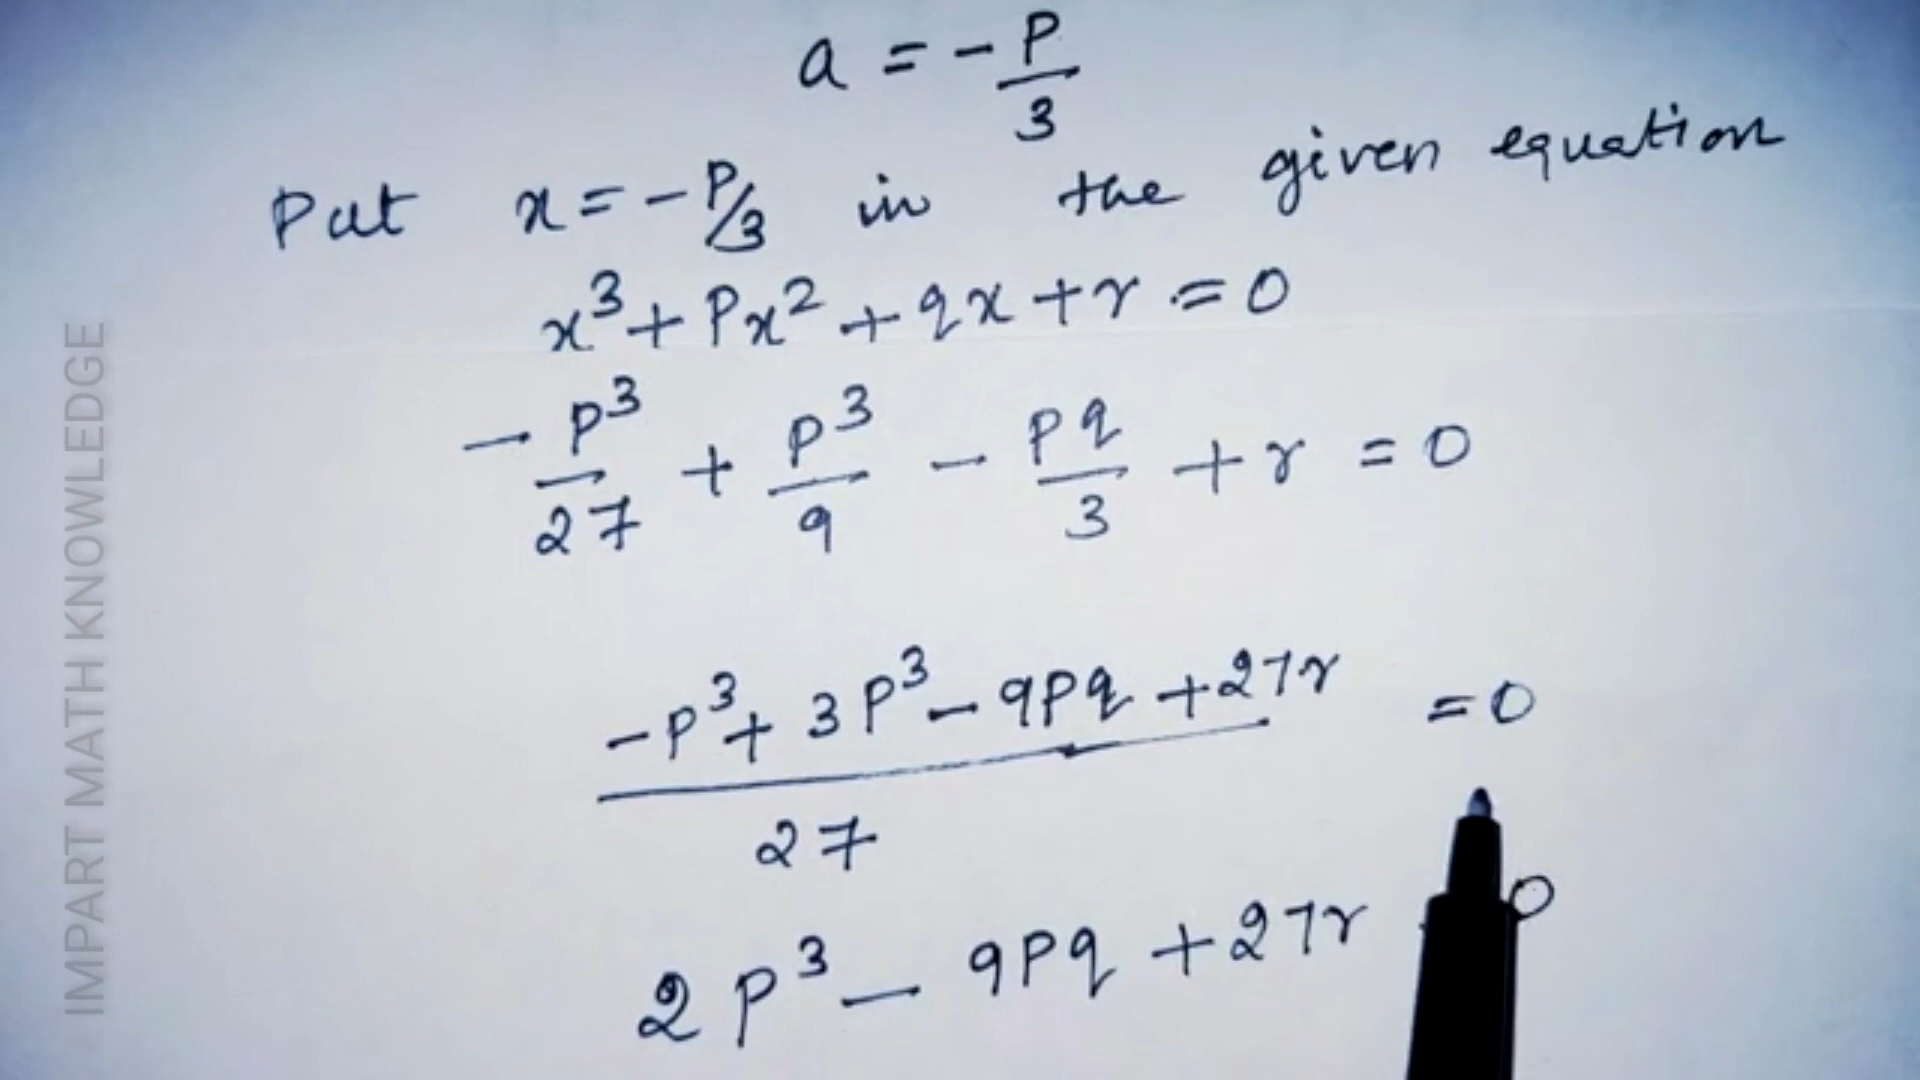 a = - P/3
Put x = - P/3 in the given equation
x³ + Px² + qx + r = 0
- P³/27 + P³/9 - Pq/3 + r = 0
(-P³ + 3P³ - 9Pq + 27r)/27 = 0
2P³ - 9Pq + 27r 0
IMPART MATH KNOWLEDGE